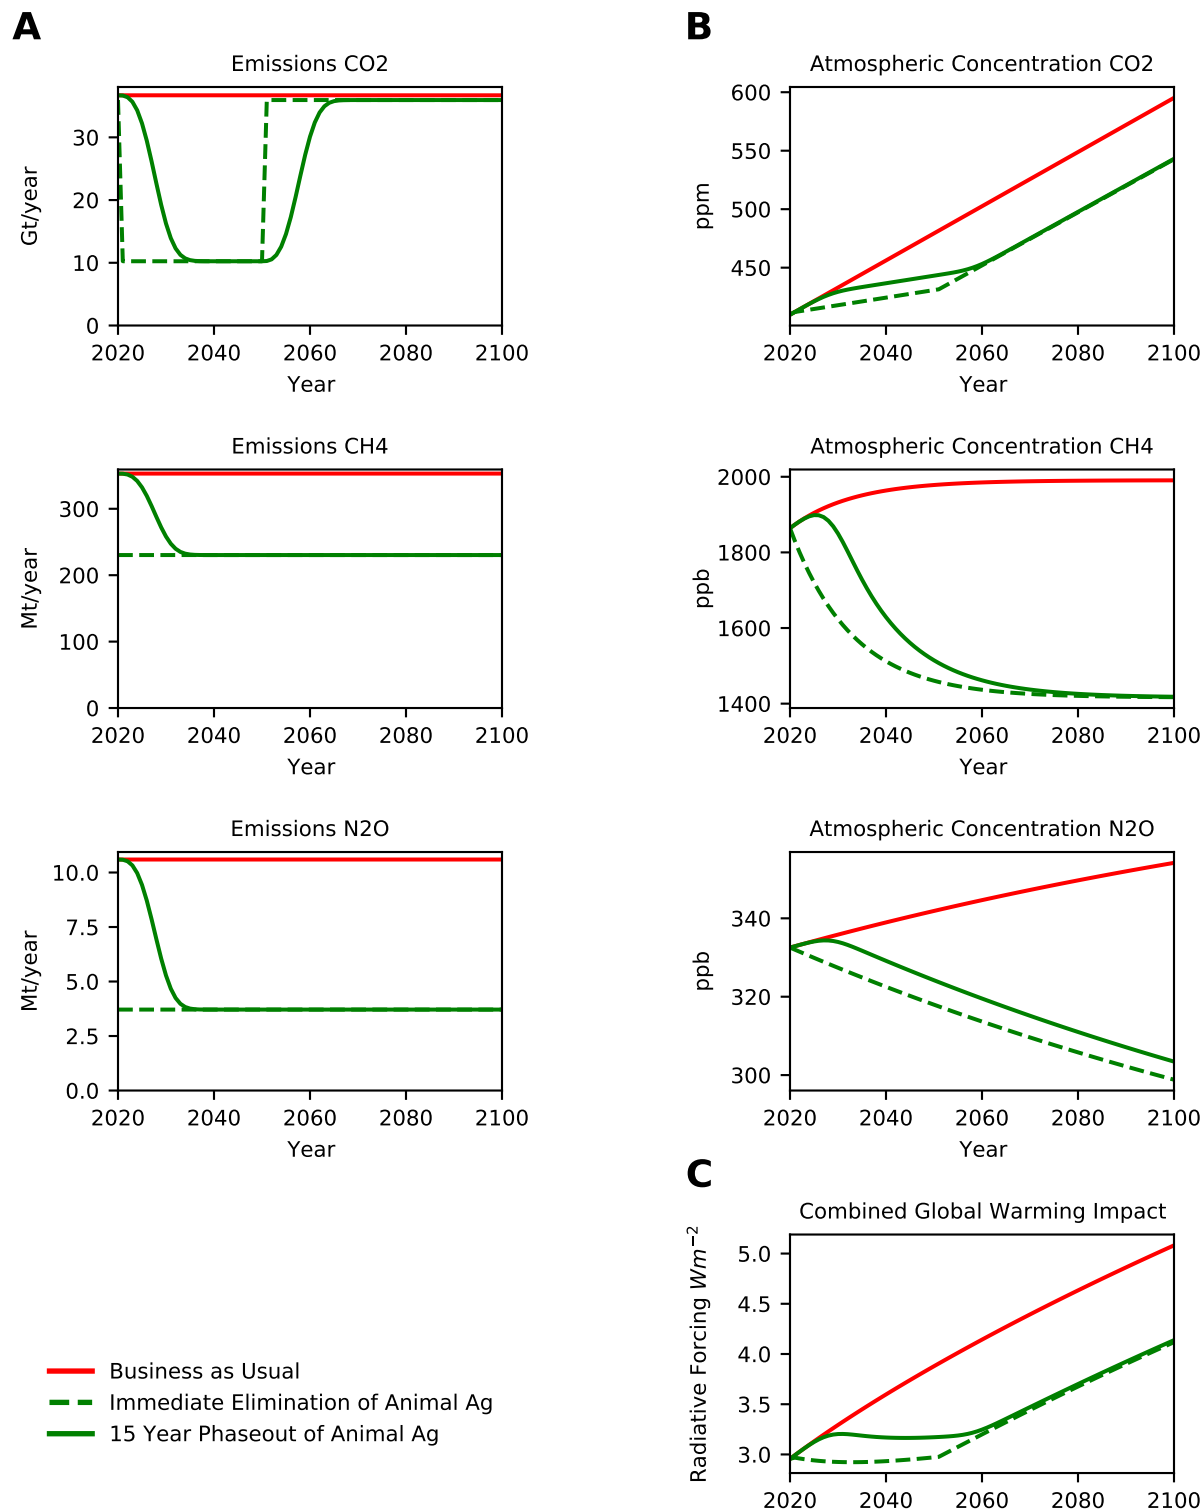 A
B
Emissions CO2
Atmospheric Concentration CO2
Gt/year
30
20
10
0
2020 2040 2060 2080 2100
Year
ppm
600
550
500
450
2020 2040 2060 2080 2100
Year
Emissions CH4
Atmospheric Concentration CH4
Mt/year
300
200
100
0
2020 2040 2060 2080 2100
Year
ppb
2000
1800
1600
1400
2020 2040 2060 2080 2100
Year
Emissions N2O
Atmospheric Concentration N2O
Mt/year
10.0
7.5
5.0
2.5
0.0
2020 2040 2060 2080 2100
Year
ppb
340
320
300
2020 2040 2060 2080 2100
Year
C
Combined Global Warming Impact
Radiative Forcing Wm⁻²
5.0
4.5
4.0
3.5
3.0
2020 2040 2060 2080 2100
Business as Usual
Immediate Elimination of Animal Ag
15 Year Phaseout of Animal Ag